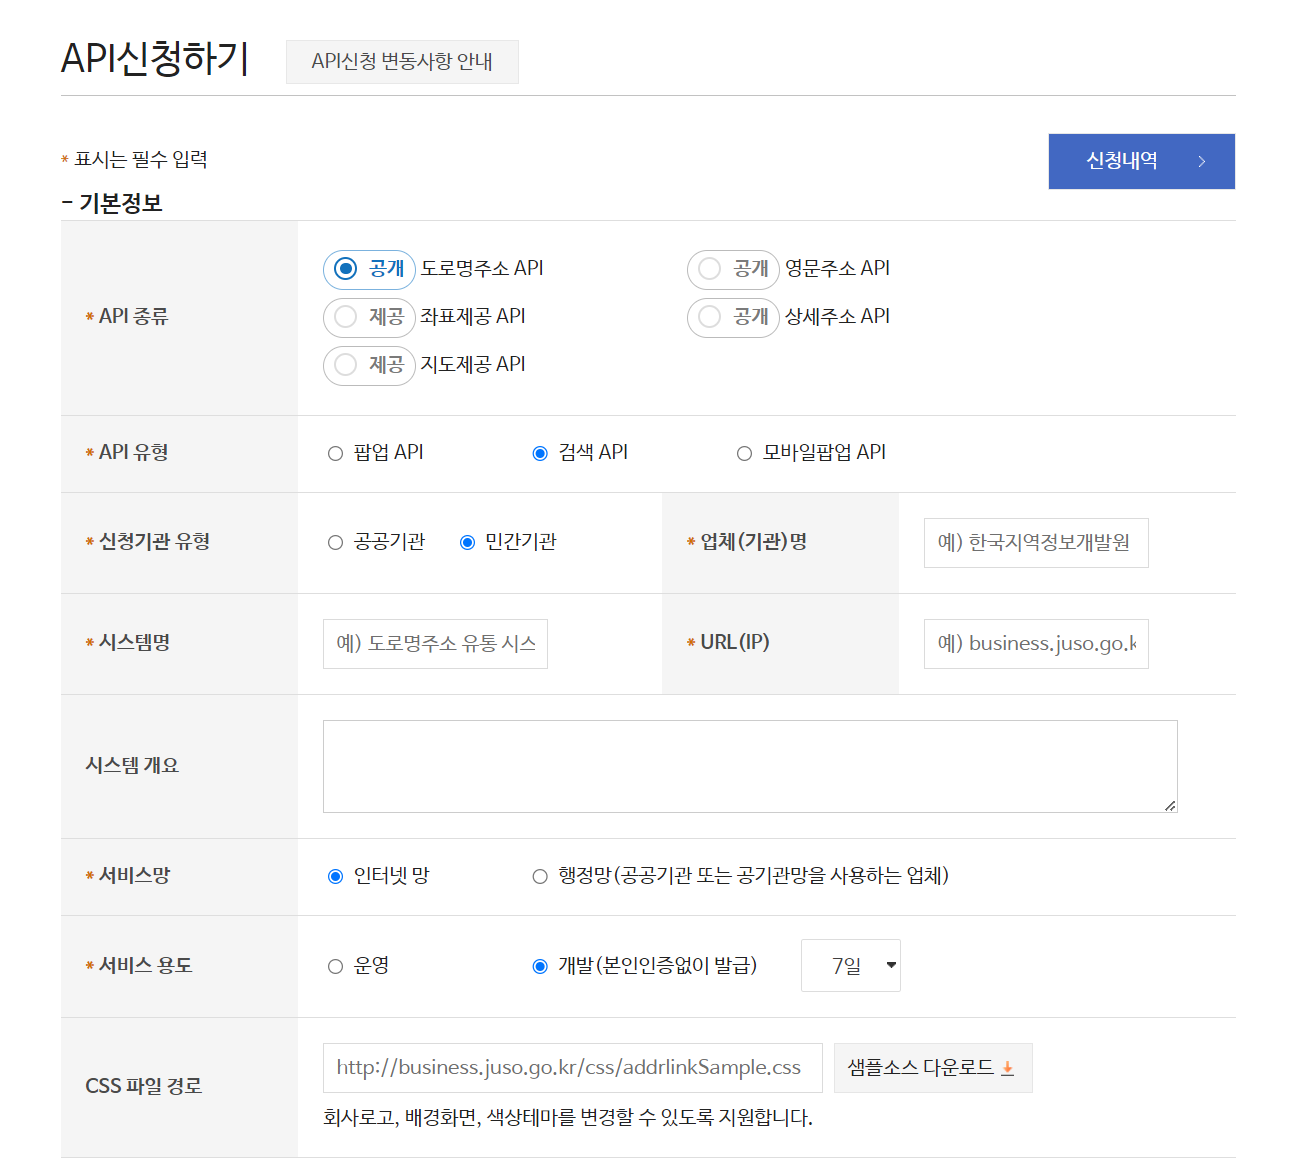 API신청하기
API신청 변동사항 안내
* 표시는 필수 입력
신청내역
- 기본정보
* API 종류
공개 도로명주소 API
공개 영문주소 API
제공 좌표제공 API
공개 상세주소 API
제공 지도제공 API
* API 유형
팝업 API
검색 API
모바일팝업 API
* 신청기관 유형
공공기관
민간기관
* 업체(기관)명
예) 한국지역정보개발원
* 시스템명
예) 도로명주소 유통 시스
* URL(IP)
예) business.juso.go.k
시스템 개요
* 서비스망
인터넷 망
행정망(공공기관 또는 공기관망을 사용하는 업체)
* 서비스 용도
운영
개발(본인인증없이 발급)
7일
CSS 파일 경로
http://business.juso.go.kr/css/addrlinkSample.css
샘플소스 다운로드
회사로고, 배경화면, 색상테마를 변경할 수 있도록 지원합니다.